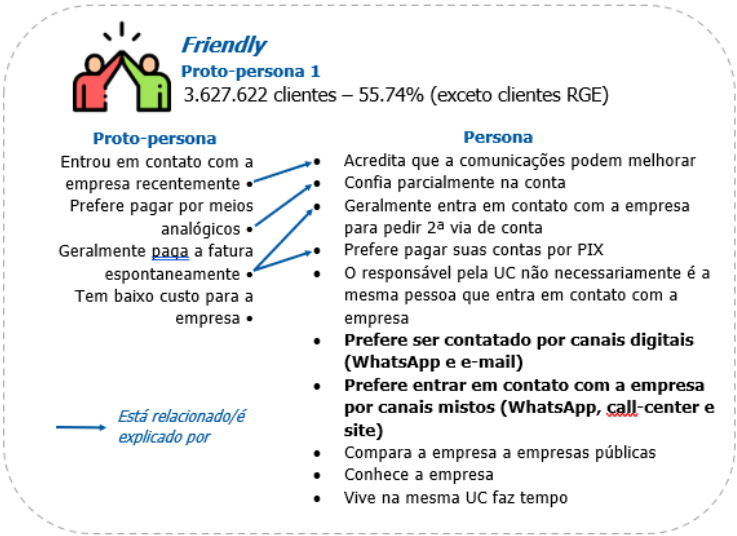 Friendly
Proto-persona 1
3.627.622 clientes – 55.74% (exceto clientes RGE)
Proto-persona
Entrou em contato com a
empresa recentemente •
Prefere pagar por meios
analógicos •
Geralmente paga a fatura
espontaneamente •
Tem baixo custo para a
empresa •
Está relacionado/é
explicado por
Persona
• Acredita que a comunicações podem melhorar
• Confia parcialmente na conta
• Geralmente entra em contato com a empresa
para pedir 2ª via de conta
• Prefere pagar suas contas por PIX
• O responsável pela UC não necessariamente é a
mesma pessoa que entra em contato com a
empresa
• Prefere ser contatado por canais digitais
(WhatsApp e e-mail)
• Prefere entrar em contato com a empresa
por canais mistos (WhatsApp, call-center e
site)
• Compara a empresa a empresas públicas
• Conhece a empresa
• Vive na mesma UC faz tempo